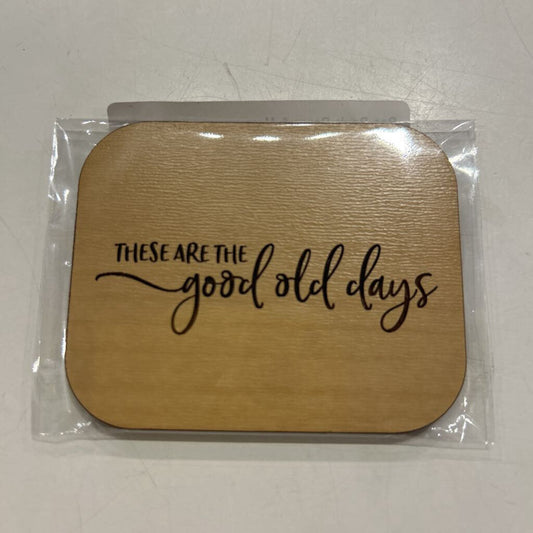 THESE ARE THE
good old days